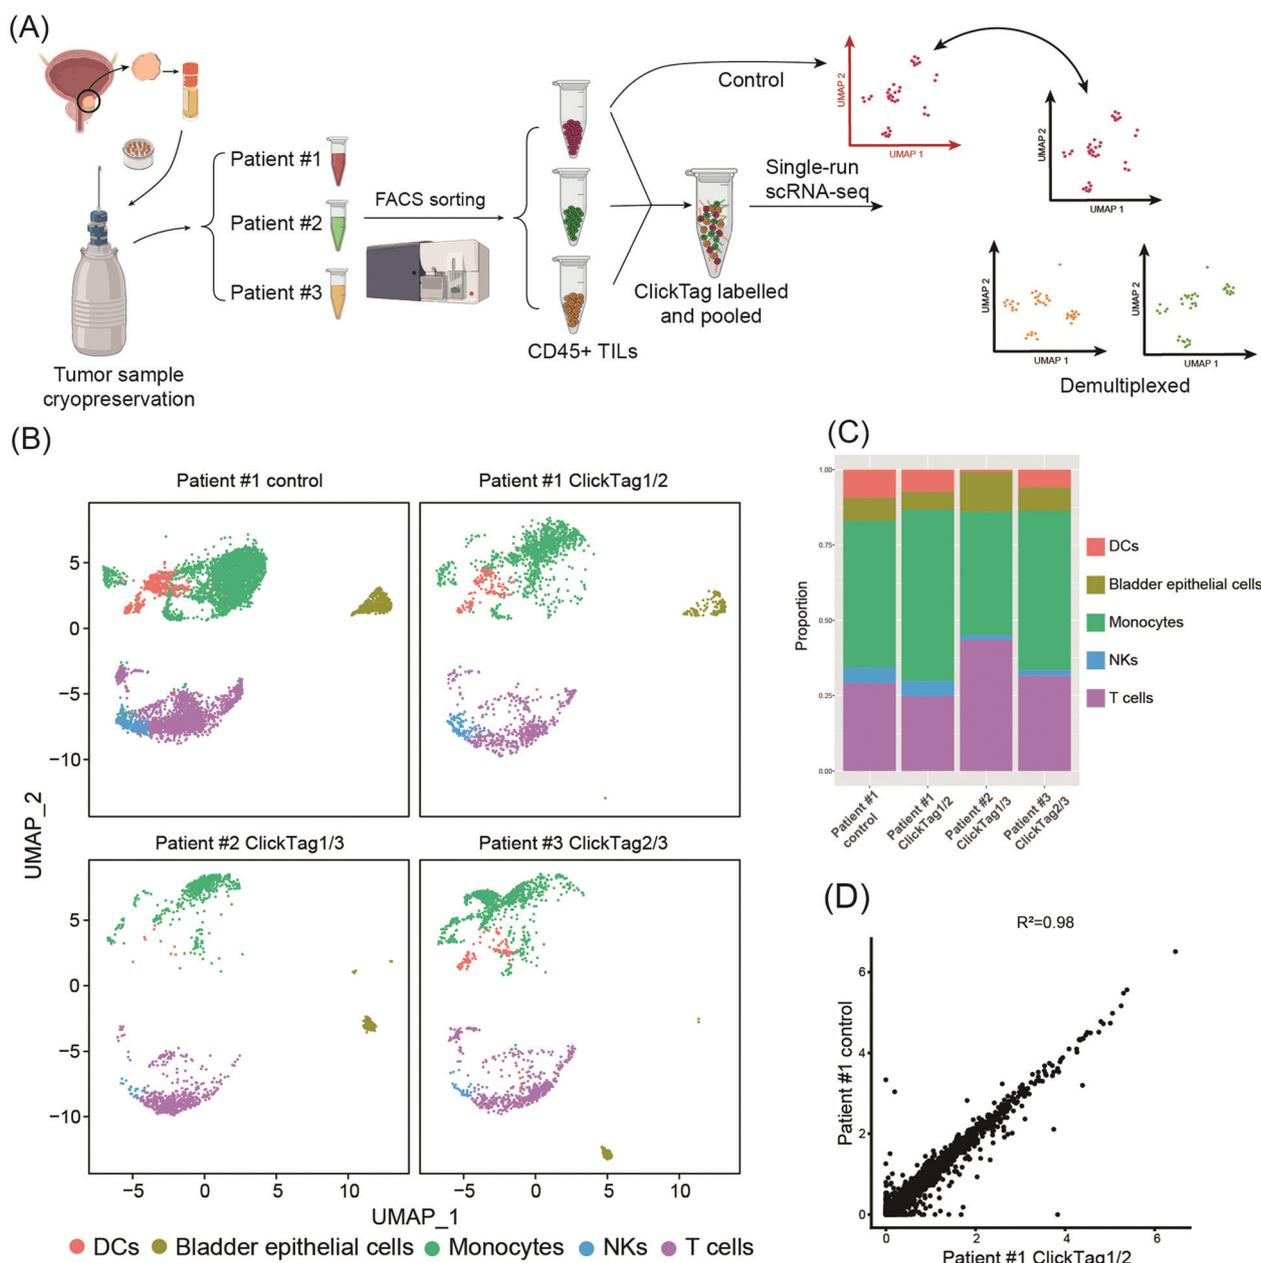 (A)
Control
UMAP 2
UMAP 1
UMAP 2
UMAP 1
Patient #1
Patient #2
Patient #3
FACS sorting
Single-run
scRNA-seq
ClickTag labelled
and pooled
CD45+ TILs
UMAP 2
UMAP 1
UMAP 2
UMAP 1
Demultiplexed
Tumor sample
cryopreservation
(B)
Patient #1 control
Patient #1 ClickTag1/2
5
0
−5
−10
Patient #2 ClickTag1/3
Patient #3 ClickTag2/3
5
0
−5
−10
UMAP_2
−5 0 5 10
−5 0 5 10
UMAP_1
DCs Bladder epithelial cells Monocytes NKs T cells
(C)
1.00
0.75
0.50
0.25
0.00
Proportion
Patient #1
control
Patient #1
ClickTag1/2
Patient #2
ClickTag1/3
Patient #3
ClickTag2/3
DCs
Bladder epithelial cells
Monocytes
NKs
T cells
(D)
R²=0.98
6
4
2
0
Patient #1 control
0 2 4 6
Patient #1 ClickTag1/2